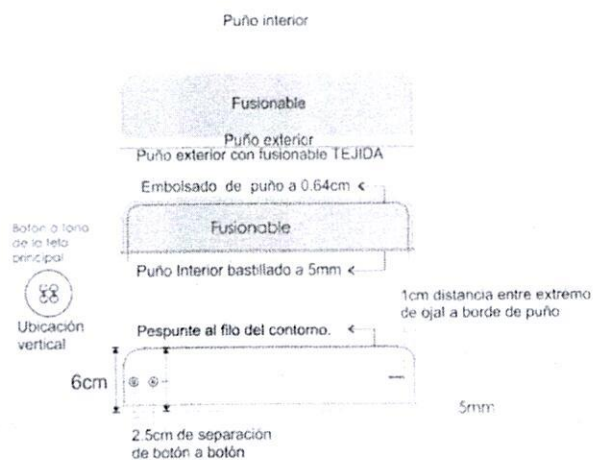 Puño interior
Fusionable
Puño exterior
Puño exterior con fusionable TEJIDA
Embolsado de puño a 0.64cm
Fusionable
Botón a tono
de la tela
principal
Puño Interior bastillado a 5mm
1cm distancia entre extremo
de ojal a borde de puño
Ubicación
vertical
Pespunte al filo del contorno.
6cm
5mm
2.5cm de separación
de botón a botón